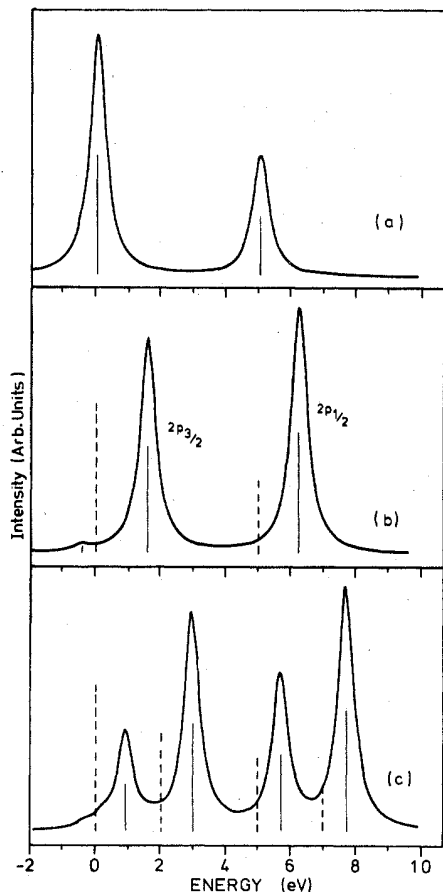 (a)
Intensity (Arb. Units)
2p3/2
2p1/2
(b)
(c)
-2 0 2 4 6 8 10
ENERGY (eV)